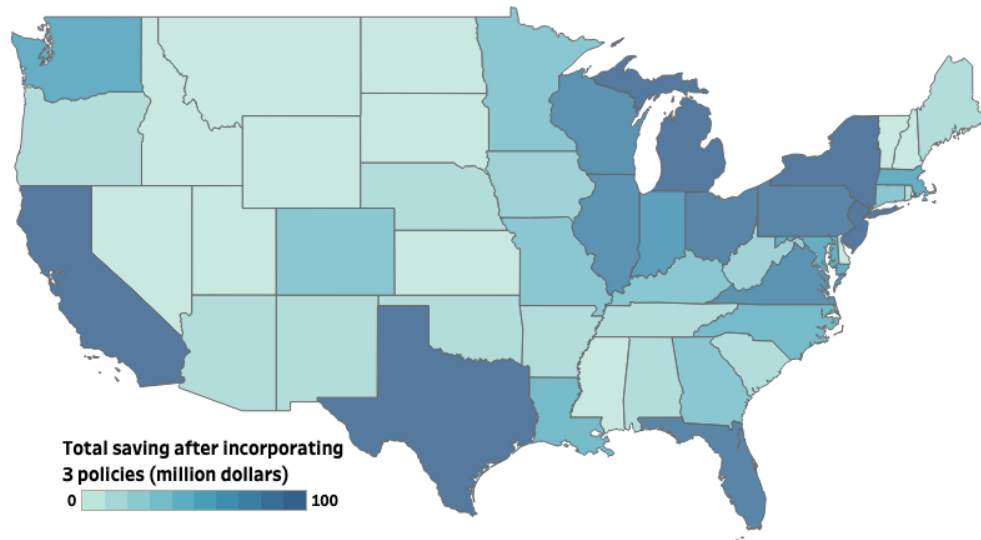 Total saving after incorporating
3 policies (million dollars)
0 100